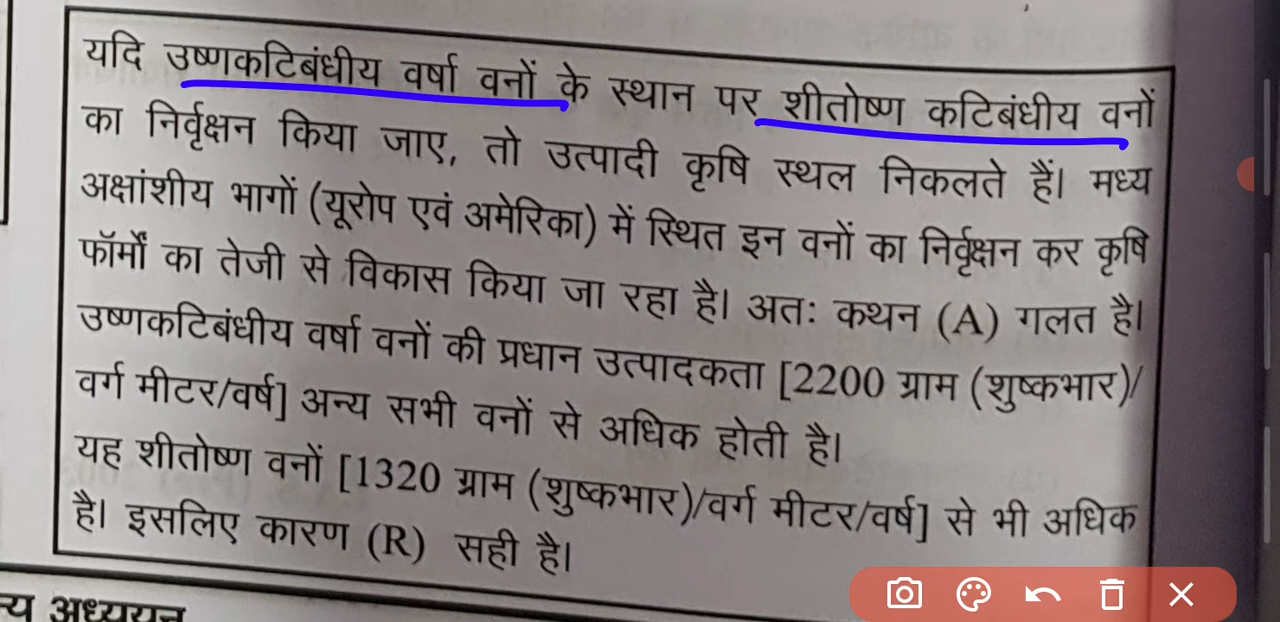 यदि उष्णकटिबंधीय वर्षा वनों के स्थान पर शीतोष्ण कटिबंधीय वनों
का निर्वृक्षन किया जाए, तो उत्पादी कृषि स्थल निकलते हैं। मध्य
अक्षांशीय भागों (यूरोप एवं अमेरिका) में स्थित इन वनों का निर्वृक्षन कर कृषि
फॉर्मों का तेजी से विकास किया जा रहा है। अतः कथन (A) गलत है।
उष्णकटिबंधीय वर्षा वनों की प्रधान उत्पादकता [2200 ग्राम (शुष्कभार)/
वर्ग मीटर/वर्ष] अन्य सभी वनों से अधिक होती है।
यह शीतोष्ण वनों [1320 ग्राम (शुष्कभार)/वर्ग मीटर/वर्ष] से भी अधिक
है। इसलिए कारण (R) सही है।
अध्ययन